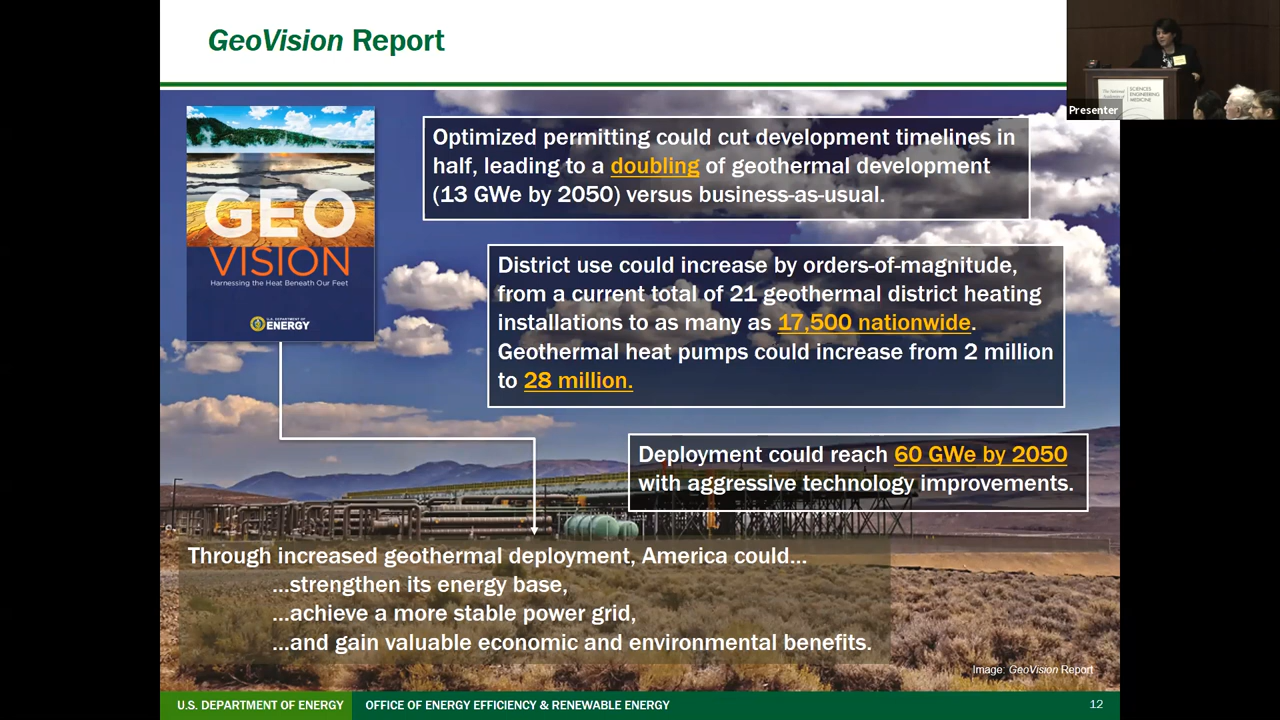 GeoVision Report
Presenter
SCIENCES
ENGINEERING
MEDICINE
GEO
VISION
Harnessing the Heat Beneath Our Feet
U.S. DEPARTMENT OF
ENERGY
Optimized permitting could cut development timelines in
half, leading to a doubling of geothermal development
(13 GWe by 2050) versus business-as-usual.
District use could increase by orders-of-magnitude,
from a current total of 21 geothermal district heating
installations to as many as 17,500 nationwide.
Geothermal heat pumps could increase from 2 million
to 28 million.
Deployment could reach 60 GWe by 2050
with aggressive technology improvements.
Through increased geothermal deployment, America could...
...strengthen its energy base,
...achieve a more stable power grid,
...and gain valuable economic and environmental benefits.
Image: GeoVision Report
U.S. DEPARTMENT OF ENERGY OFFICE OF ENERGY EFFICIENCY & RENEWABLE ENERGY 12